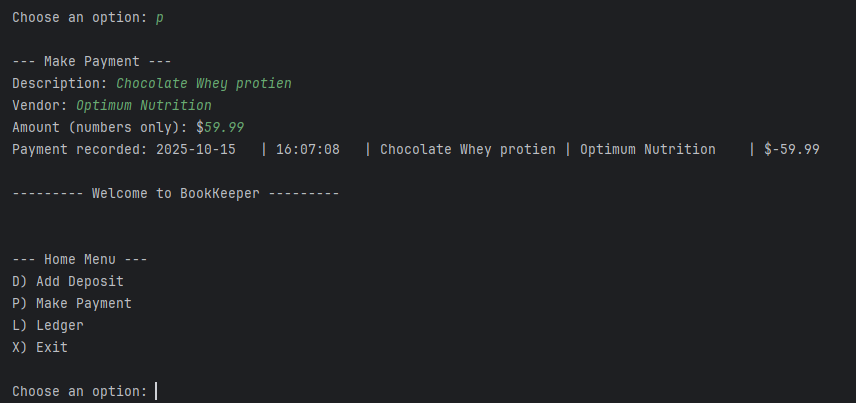 Choose an option: p
--- Make Payment ---
Description: Chocolate Whey protien
Vendor: Optimum Nutrition
Amount (numbers only): $59.99
Payment recorded: 2025-10-15   | 16:07:08   | Chocolate Whey protien | Optimum Nutrition    | $-59.99
--------- Welcome to BookKeeper ---------
--- Home Menu ---
D) Add Deposit
P) Make Payment
L) Ledger
X) Exit
Choose an option: